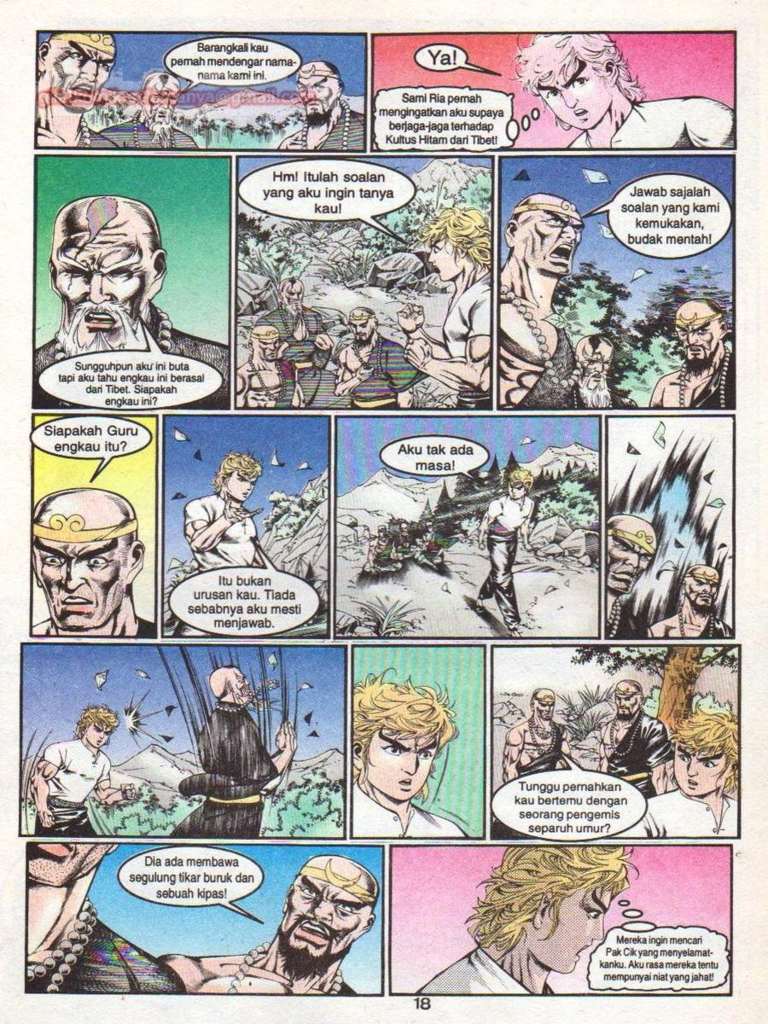 Barangkali kau
pernah mendengar nama-
nama kami ini.
Ya!
Sami Ria pernah
mengingatkan aku supaya
berjaga-jaga terhadap
Kultus Hitam dari Tibet!
Sungguhpun aku ini buta
tapi aku tahu engkau ini berasal
dari Tibet. Siapakah
engkau ini?
Hm! Itulah soalan
yang aku ingin tanya
kau!
Jawab sajalah
soalan yang kami
kemukakan,
budak mentah!
Siapakah Guru
engkau itu?
Itu bukan
urusan kau. Tiada
sebabnya aku mesti
menjawab.
Aku tak ada
masa!
Tunggu pernahkan
kau bertemu dengan
seorang pengemis
separuh umur?
Dia ada membawa
segulung tikar buruk dan
sebuah kipas!
Mereka ingin mencari
Pak Cik yang menyelamat-
kanku. Aku rasa mereka tentu
mempunyai niat yang jahat!
18